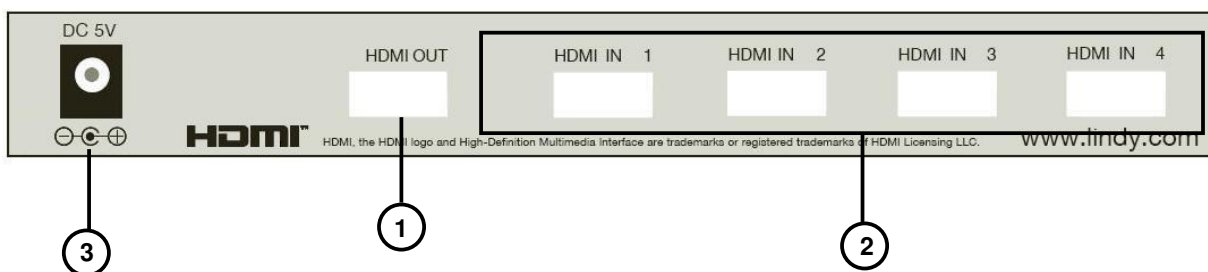 DC 5V
HDMI OUT
HDMI IN 1
HDMI IN 2
HDMI IN 3
HDMI IN 4
HDMI™
HDMI, the HDMI logo and High-Definition Multimedia Interface are trademarks or registered trademarks of HDMI Licensing LLC.
www.lindy.com
3
1
2